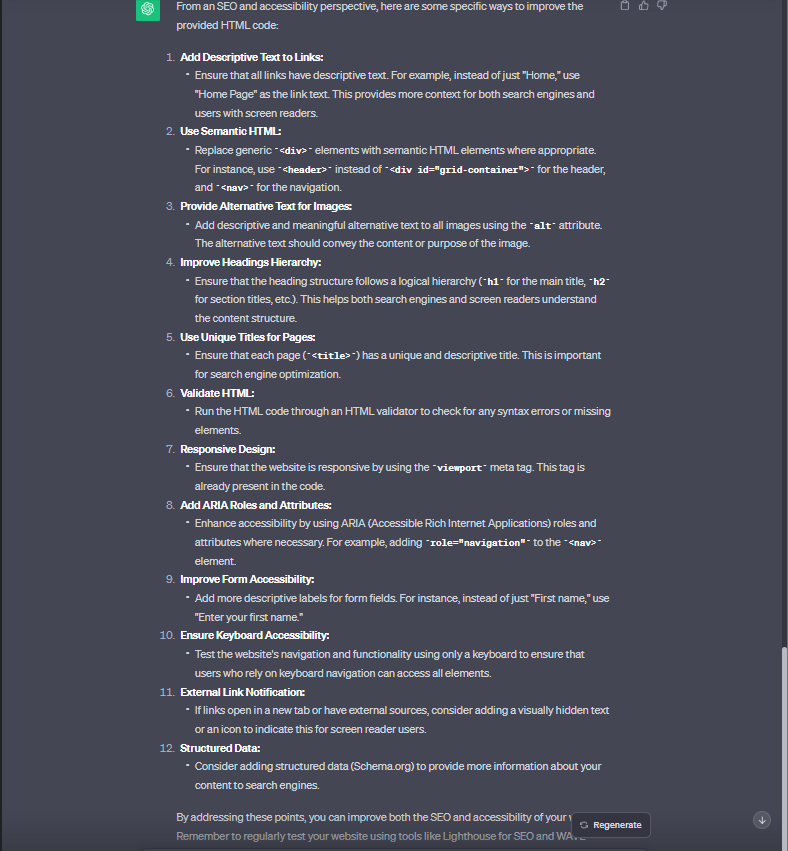 From an SEO and accessibility perspective, here are some specific ways to improve the
provided HTML code:
1. Add Descriptive Text to Links:
• Ensure that all links have descriptive text. For example, instead of just "Home," use
"Home Page" as the link text. This provides more context for both search engines and
users with screen readers.
2. Use Semantic HTML:
• Replace generic `<div>` elements with semantic HTML elements where appropriate.
For instance, use `<header>` instead of `<div id="grid-container">` for the header,
and `<nav>` for the navigation.
3. Provide Alternative Text for Images:
• Add descriptive and meaningful alternative text to all images using the `alt` attribute.
The alternative text should convey the content or purpose of the image.
4. Improve Headings Hierarchy:
• Ensure that the heading structure follows a logical hierarchy (`h1` for the main title, `h2`
for section titles, etc.). This helps both search engines and screen readers understand
the content structure.
5. Use Unique Titles for Pages:
• Ensure that each page (`<title>`) has a unique and descriptive title. This is important
for search engine optimization.
6. Validate HTML:
• Run the HTML code through an HTML validator to check for any syntax errors or missing
elements.
7. Responsive Design:
• Ensure that the website is responsive by using the `viewport` meta tag. This tag is
already present in the code.
8. Add ARIA Roles and Attributes:
• Enhance accessibility by using ARIA (Accessible Rich Internet Applications) roles and
attributes where necessary. For example, adding `role="navigation"` to the `<nav>`
element.
9. Improve Form Accessibility:
• Add more descriptive labels for form fields. For instance, instead of just "First name," use
"Enter your first name."
10. Ensure Keyboard Accessibility:
• Test the website's navigation and functionality using only a keyboard to ensure that
users who rely on keyboard navigation can access all elements.
11. External Link Notification:
• If links open in a new tab or have external sources, consider adding a visually hidden text
or an icon to indicate this for screen reader users.
12. Structured Data:
• Consider adding structured data (Schema.org) to provide more information about your
content to search engines.
By addressing these points, you can improve both the SEO and accessibility of your
Regenerate
Remember to regularly test your website using tools like Lighthouse for SEO and